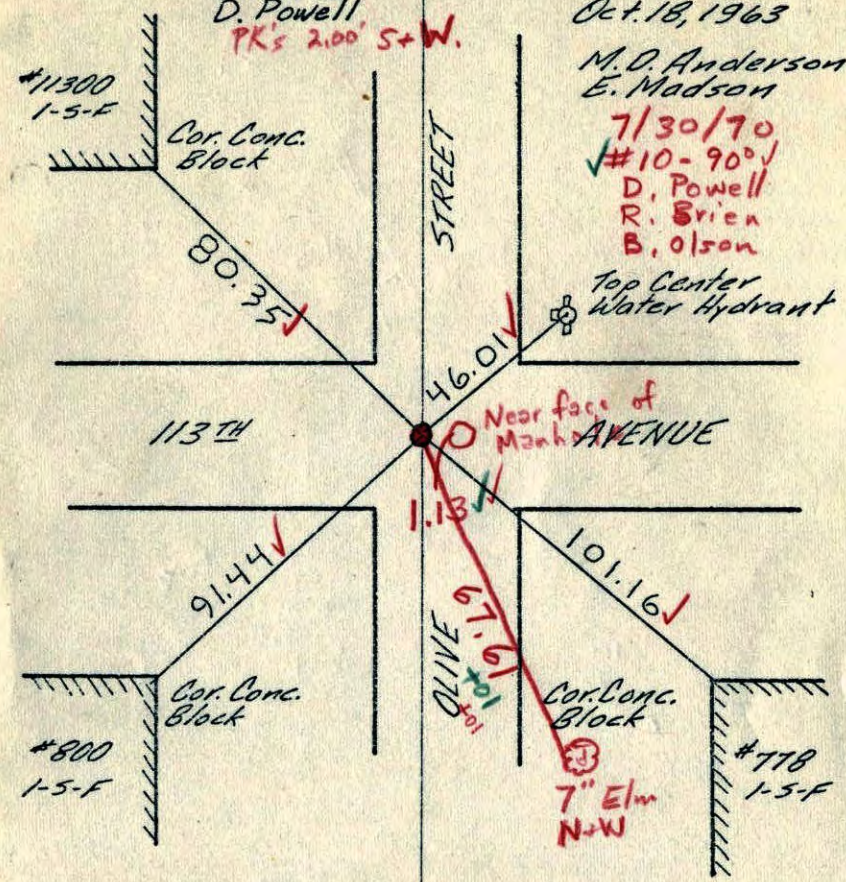 D. Powell
PK's 2.00' S+W.
Oct. 18, 1963
M.D. Anderson
E. Madson
7/30/70
✓#10-90°✓
D. Powell
R. Brien
B. Olson
#11300
1-S-F
Cor. Conc.
Block
STREET
80.35✓
Top Center
Water Hydrant
46.01✓
113TH
AVENUE
Near face of
1.13✓✓
91.44✓
101.16✓
67.61
10+
10+
OLIVE
Cor. Conc.
Block
Cor. Conc.
Block
#800
1-S-F
#778
1-S-F
7" Elm
N+W